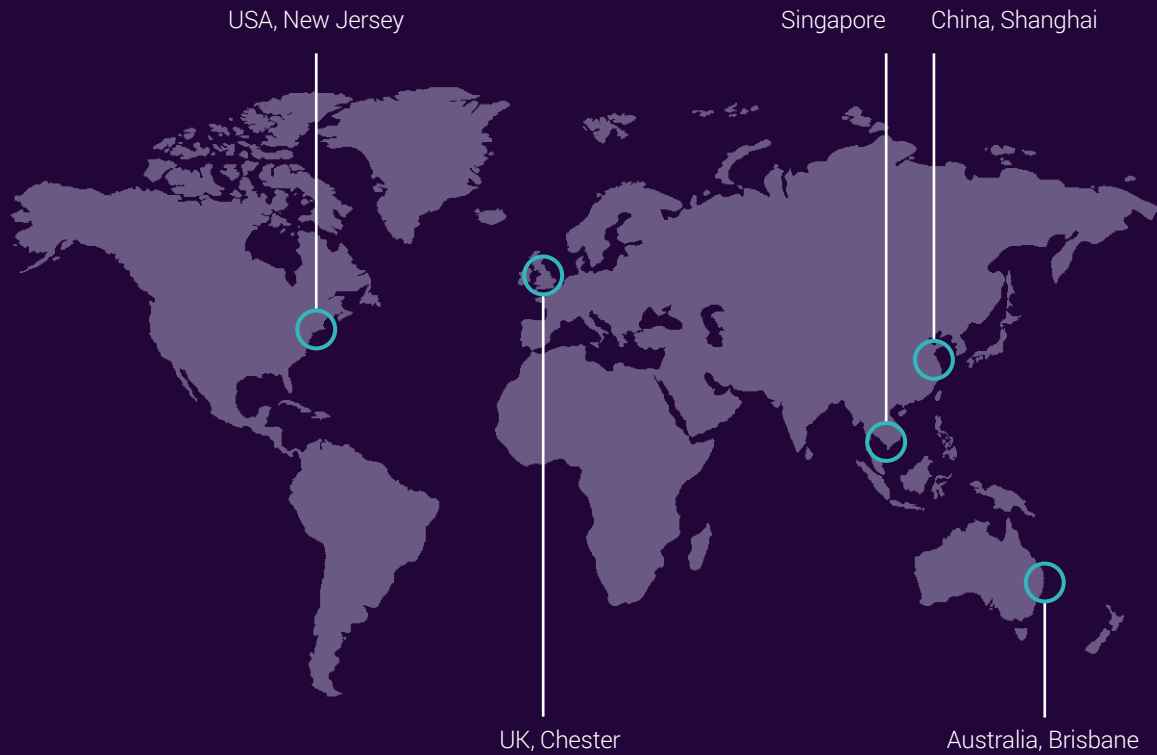 USA, New Jersey
Singapore
China, Shanghai
UK, Chester
Australia, Brisbane